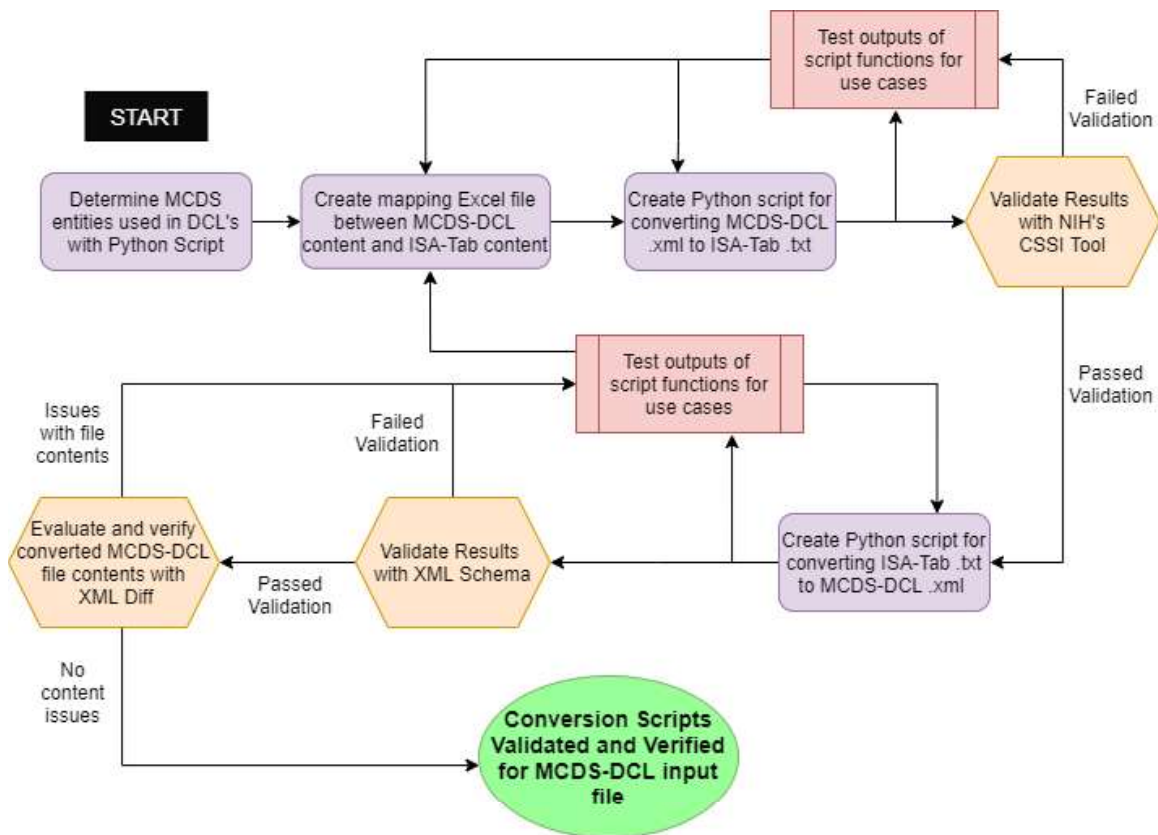 START
Determine MCDS
entities used in DCL's
with Python Script
Create mapping Excel file
between MCDS-DCL
content and ISA-Tab content
Create Python script for
converting MCDS-DCL
.xml to ISA-Tab .txt
Test outputs of
script functions for
use cases
Failed
Validation
Validate Results
with NIH's
CSSI Tool
Passed
Validation
Test outputs of
script functions for
use cases
Issues
with file
contents
Failed
Validation
Evaluate and verify
converted MCDS-DCL
file contents with
XML Diff
Passed
Validation
Validate Results
with XML Schema
Create Python script for
converting ISA-Tab .txt
to MCDS-DCL .xml
No
content
issues
Conversion Scripts
Validated and Verified
for MCDS-DCL input
file